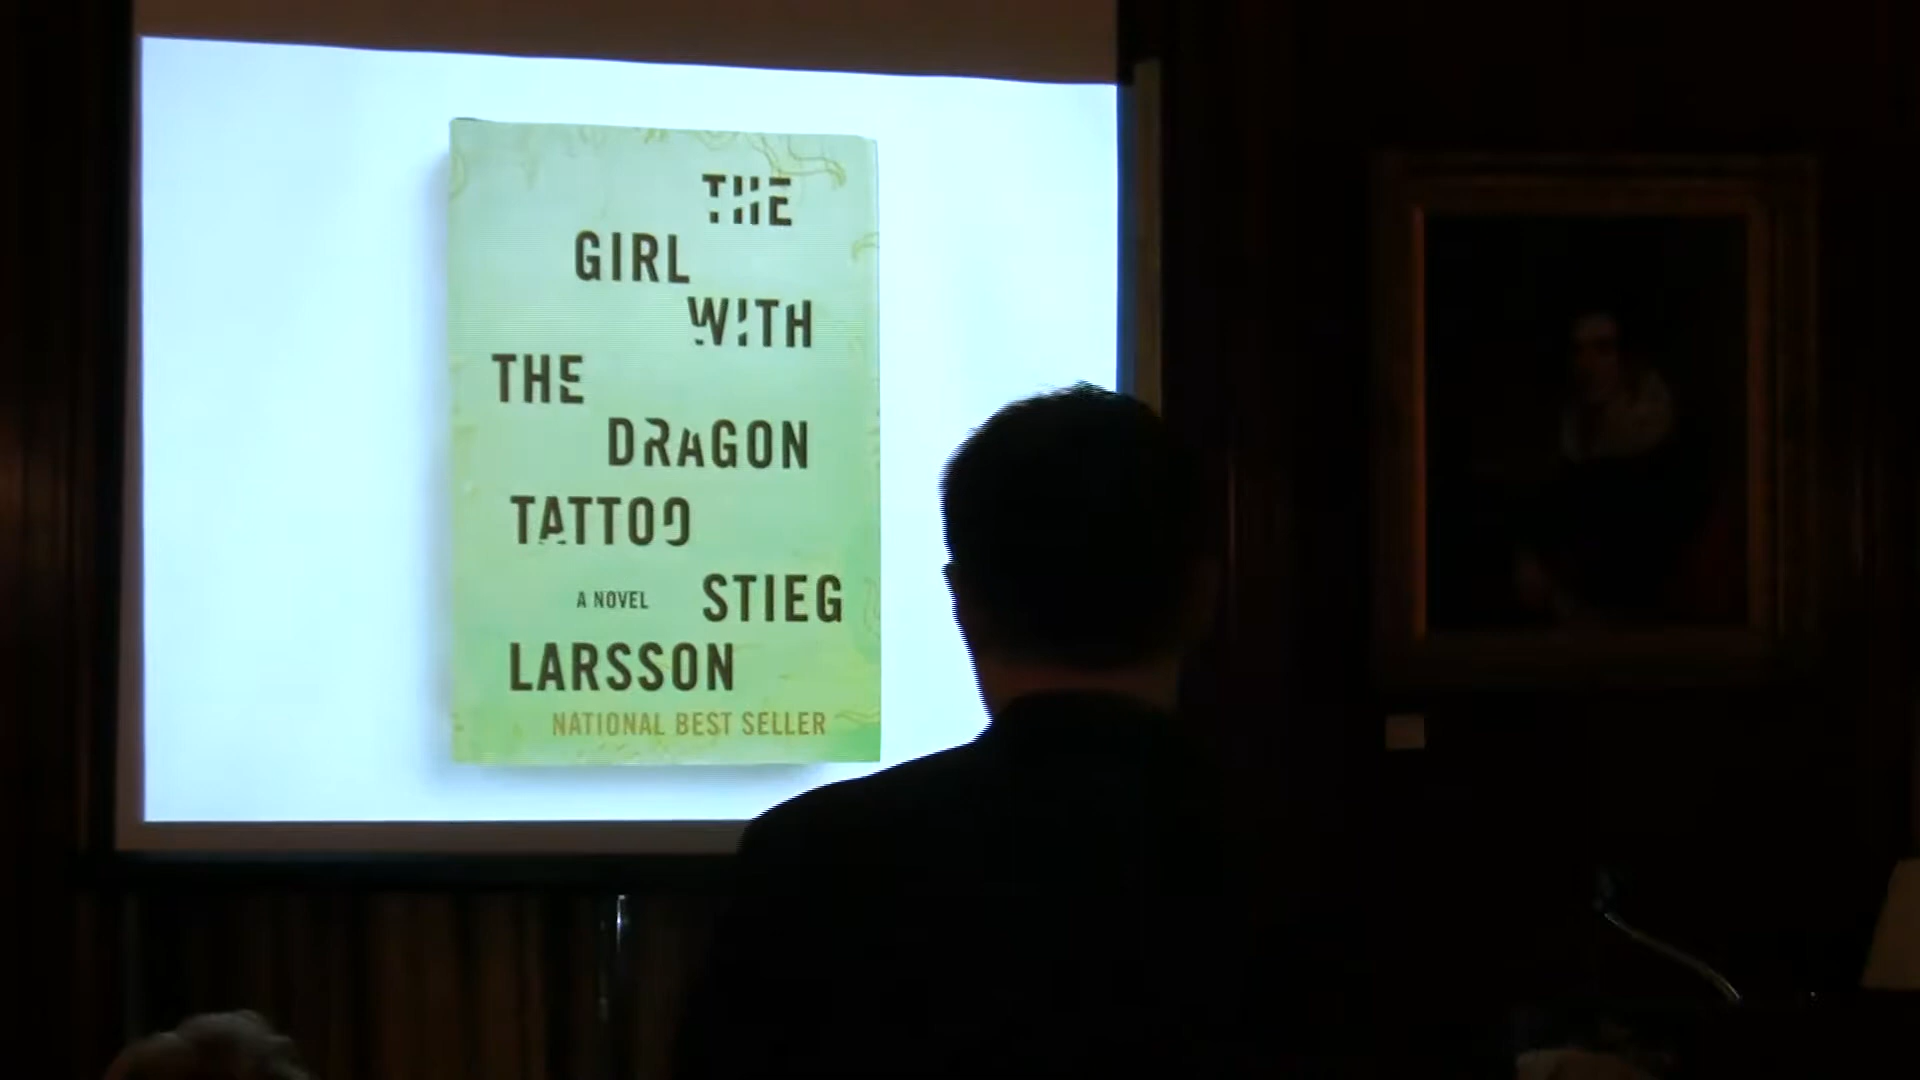 THE
GIRL
WITH
THE
DRAGON
TATTOO
A NOVEL STIEG
LARSSON
NATIONAL BEST SELLER